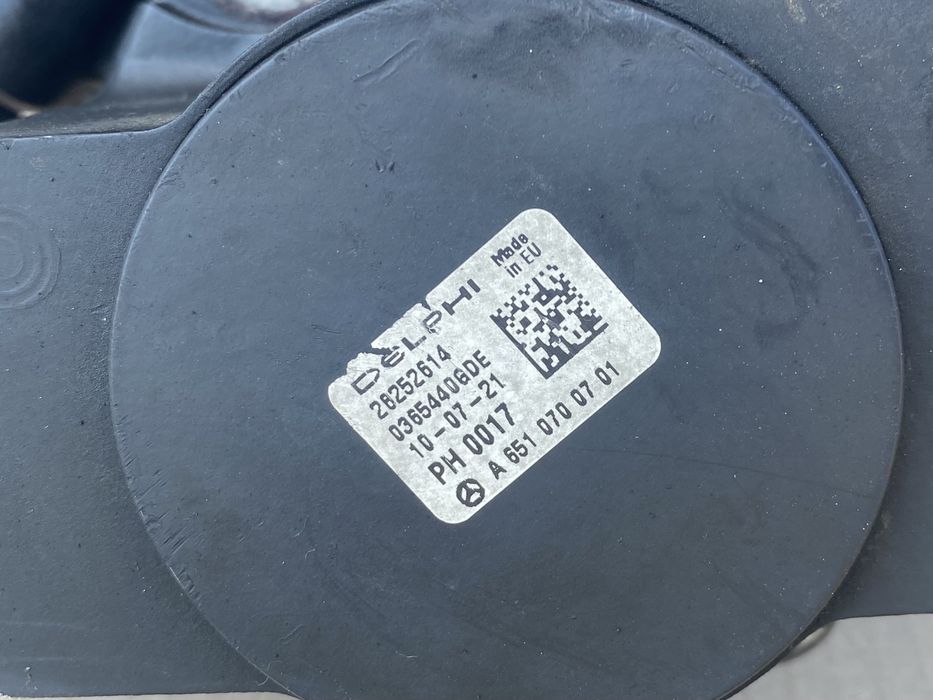 Made
in EU
DELPHI
28252614
0365440GDE
10-07-21
PH 0017
A 651 070 07 01